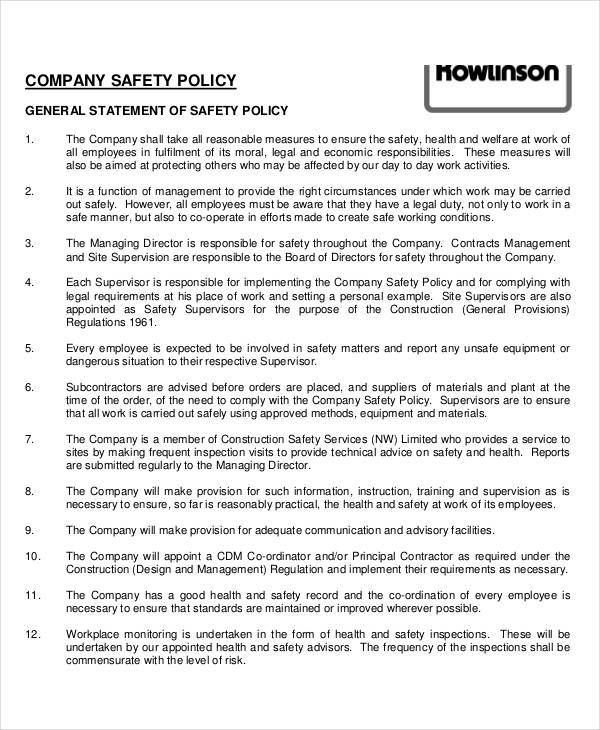 Rowlinson
COMPANY SAFETY POLICY
GENERAL STATEMENT OF SAFETY POLICY
1. The Company shall take all reasonable measures to ensure the safety, health and welfare at work of
all employees in fulfilment of its moral, legal and economic responsibilities. These measures will
also be aimed at protecting others who may be affected by our day to day work activities.
2. It is a function of management to provide the right circumstances under which work may be carried
out safely. However, all employees must be aware that they have a legal duty, not only to work in a
safe manner, but also to co-operate in efforts made to create safe working conditions.
3. The Managing Director is responsible for safety throughout the Company. Contracts Management
and Site Supervision are responsible to the Board of Directors for safety throughout the Company.
4. Each Supervisor is responsible for implementing the Company Safety Policy and for complying with
legal requirements at his place of work and setting a personal example. Site Supervisors are also
appointed as Safety Supervisors for the purpose of the Construction (General Provisions)
Regulations 1961.
5. Every employee is expected to be involved in safety matters and report any unsafe equipment or
dangerous situation to their respective Supervisor.
6. Subcontractors are advised before orders are placed, and suppliers of materials and plant at the
time of the order, of the need to comply with the Company Safety Policy. Supervisors are to ensure
that all work is carried out safely using approved methods, equipment and materials.
7. The Company is a member of Construction Safety Services (NW) Limited who provides a service to
sites by making frequent inspection visits to provide technical advice on safety and health. Reports
are submitted regularly to the Managing Director.
8. The Company will make provision for such information, instruction, training and supervision as is
necessary to ensure, so far is reasonably practical, the health and safety at work of its employees.
9. The Company will make provision for adequate communication and advisory facilities.
10. The Company will appoint a CDM Co-ordinator and/or Principal Contractor as required under the
Construction (Design and Management) Regulation and implement their requirements as necessary.
11. The Company has a good health and safety record and the co-ordination of every employee is
necessary to ensure that standards are maintained or improved wherever possible.
12. Workplace monitoring is undertaken in the form of health and safety inspections. These will be
undertaken by our appointed health and safety advisors. The frequency of the inspections shall be
commensurate with the level of risk.